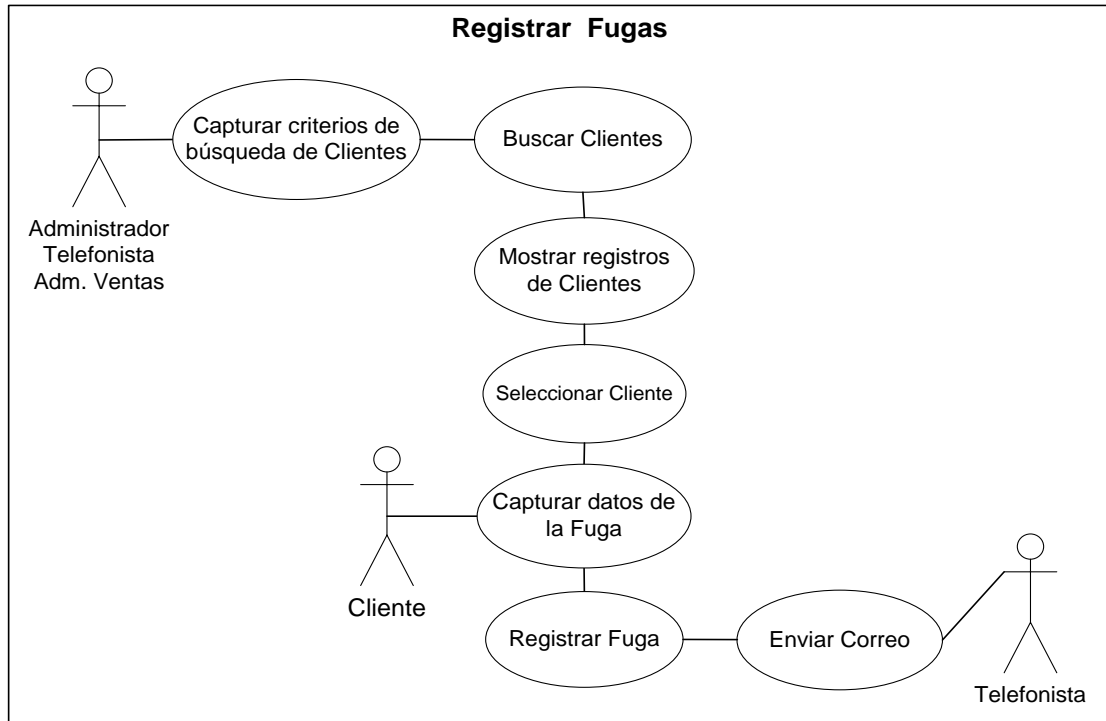 Registrar Fugas
Capturar criterios de
búsqueda de Clientes
Buscar Clientes
Administrador
Telefonista
Adm. Ventas
Mostrar registros
de Clientes
Seleccionar Cliente
Capturar datos de
la Fuga
Cliente
Registrar Fuga
Enviar Correo
Telefonista